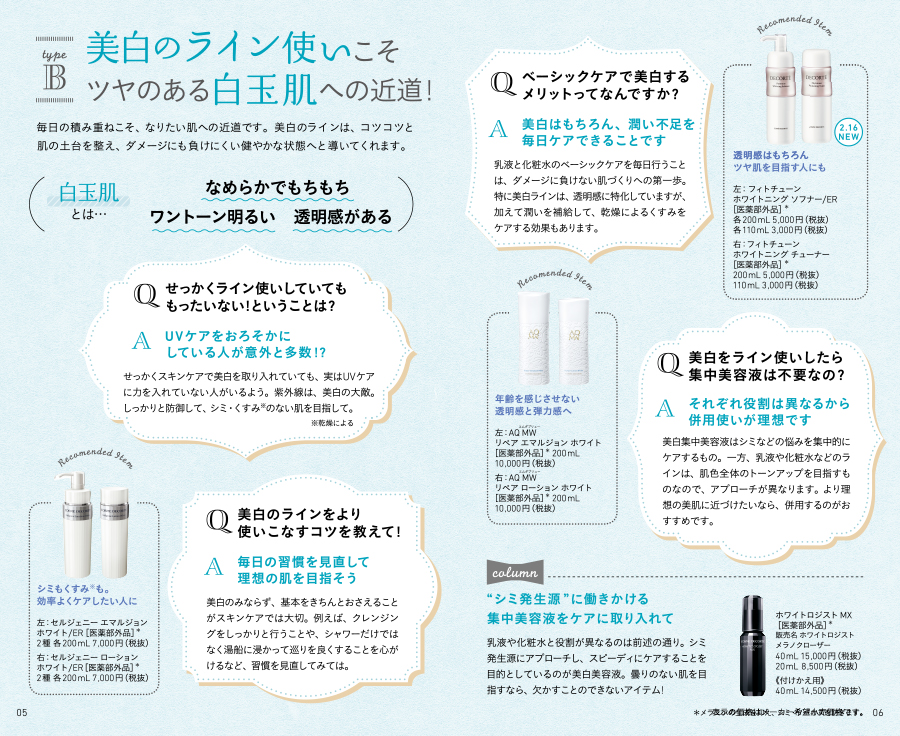 type
B
美白のライン使いこそ
ツヤのある白玉肌への近道!
毎日の積み重ねこそ、なりたい肌への近道です。美白のラインは、コツコツと
肌の土台を整え、ダメージにも負けにくい健やかな状態へと導いてくれます。
白玉肌
とは…
なめらかでもちもち
ワントーン明るい 透明感がある
Q せっかくライン使いしていても
もったいない!ということは?
A UVケアをおろそかに
している人が意外と多数!?
せっかくスキンケアで美白を取り入れていても、実はUVケア
に力を入れていない人がいるよう。紫外線は、美白の大敵。
しっかりと防御して、シミ・くすみ※のない肌を目指して。
※乾燥による
Recomended Item
シミもくすみ※も。
効率よくケアしたい人に
左:セルジェニー エマルジョン
ホワイト/ER [医薬部外品]*
2種 各200mL 7,000円(税抜)
右:セルジェニー ローション
ホワイト/ER [医薬部外品]*
2種 各200mL 7,000円(税抜)
Q 美白のラインをより
使いこなすコツを教えて!
A 毎日の習慣を見直して
理想の肌を目指そう
美白のみならず、基本をきちんとおさえること
がスキンケアでは大切。例えば、クレンジン
グをしっかりと行うことや、シャワーだけでは
なく湯船に浸かって巡りを良くすることを心が
けるなど、習慣を見直してみては。
05
Q ベーシックケアで美白する
メリットってなんですか?
A 美白はもちろん、潤い不足を
毎日ケアできることです
乳液と化粧水のベーシックケアを毎日行うこと
は、ダメージに負けない肌づくりへの第一歩。
特に美白ラインは、透明感に特化していますが、
加えて潤いを補給して、乾燥によるくすみを
ケアする効果もあります。
Recomended Item
DECORTÉ
DECORTÉ
2.16
NEW
透明感はもちろん
ツヤ肌を目指す人にも
左:フィトチューン
ホワイトニング ソフナー/ER
[医薬部外品]*
各200mL 5,000円(税抜)
各110mL 3,000円(税抜)
右:フィトチューン
ホワイトニング チューナー
[医薬部外品]*
200mL 5,000円(税抜)
110mL 3,000円(税抜)
Recomended Item
AQ
MW
AQ
MW
年齢を感じさせない
透明感と弾力感へ
左:AQ MW
リペア エマルジョン ホワイト
[医薬部外品]* 200mL
10,000円(税抜)
右:AQ MW
リペア ローション ホワイト
[医薬部外品]* 200mL
10,000円(税抜)
Q 美白をライン使いしたら
集中美容液は不要なの?
A それぞれ役割は異なるから
併用使いが理想です
美白集中美容液はシミなどの悩みを集中的に
ケアするもの。一方、乳液や化粧水などのラ
インは、肌色全体のトーンアップを目指すも
のなので、アプローチが異なります。より理
想の美肌に近づけたいなら、併用するのがお
すすめです。
column
“シミ発生源”に働きかける
集中美容液をケアに取り入れて
乳液や化粧水と役割が異なるのは前述の通り。シミ
発生源にアプローチし、スピーディにケアすることを
目的としているのが美白美容液。曇りのない肌を目
指すなら、欠かすことのできないアイテム!
ホワイトロジスト MX
[医薬部外品]*
販売名 ホワイトロジスト
メラノクローザー
40mL 15,000円(税抜)
20mL 8,500円(税抜)
《付けかえ用》
40mL 14,500円(税抜)
06